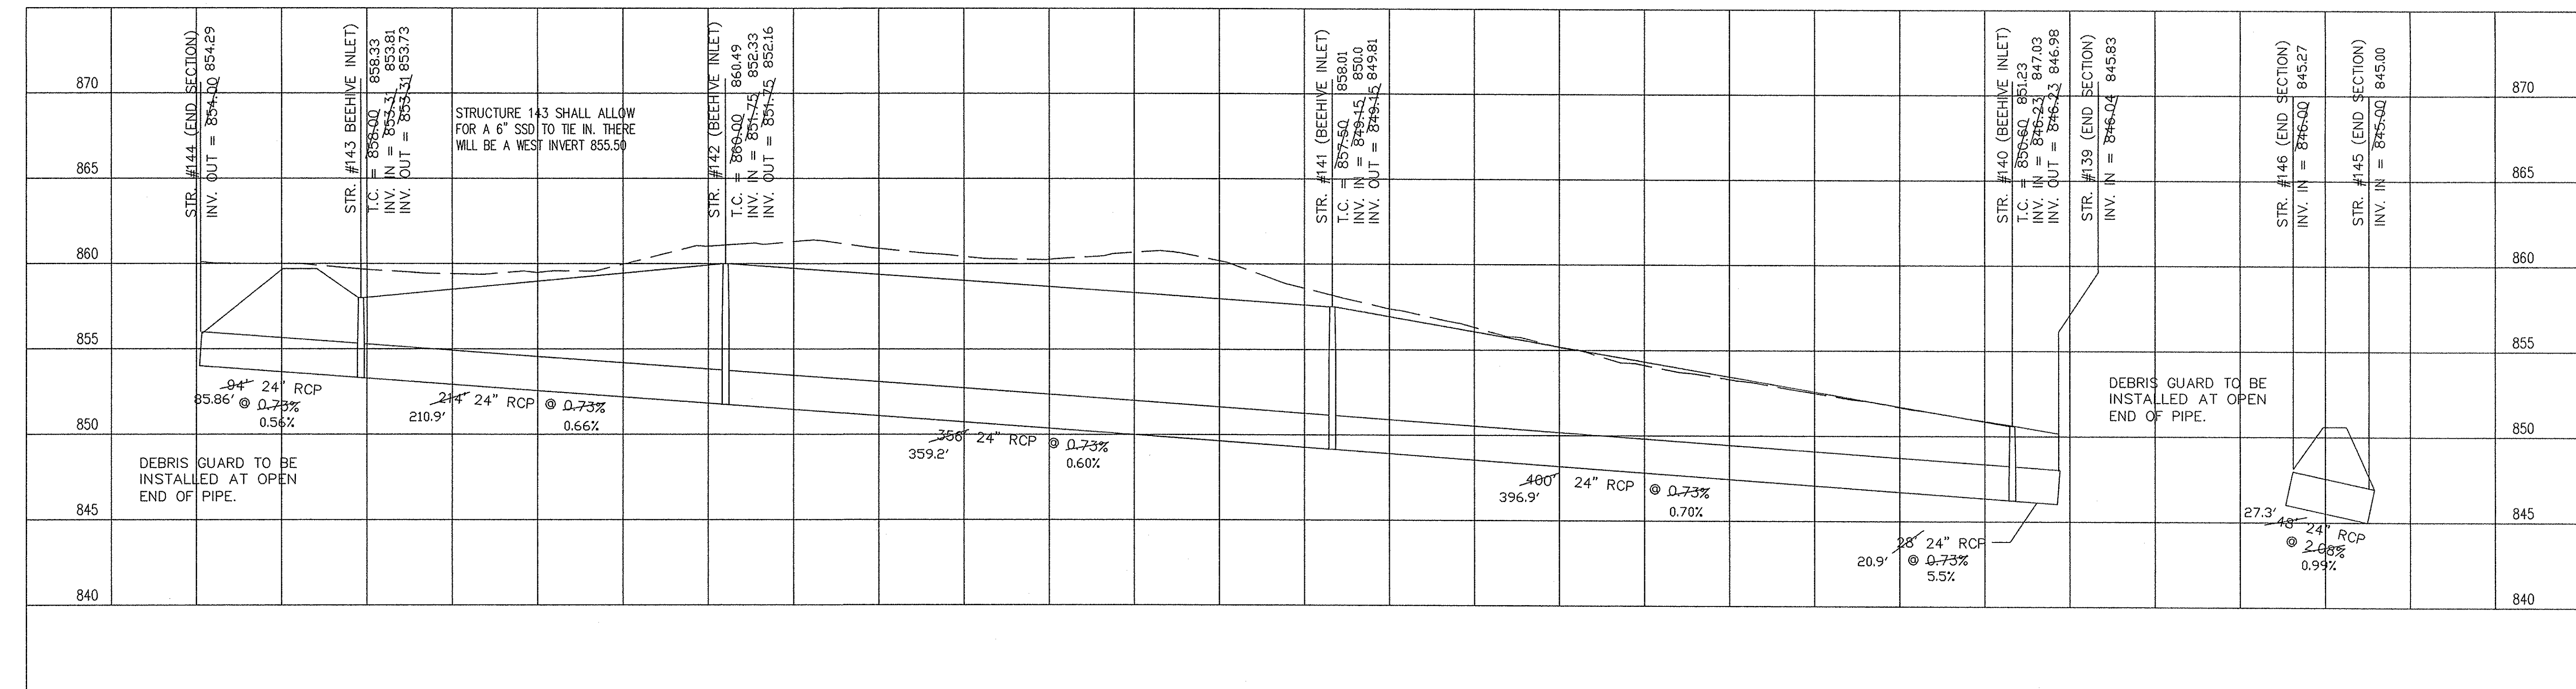 STR. #144 (END SECTION)
INV. OUT = 854.00 854.29
STR. #143 BEEHIVE INLET)
T.C. = 858.00 858.33
INV. IN = 853.31 853.81
INV. OUT = 853.31 853.73
STRUCTURE 143 SHALL ALLOW
FOR A 6" SSD TO TIE IN. THERE
WILL BE A WEST INVERT 855.50
STR. #142 (BEEHIVE INLET)
T.C. = 860.00 860.49
INV. IN = 851.75 852.33
INV. OUT = 851.75 852.16
STR. #141 (BEEHIVE INLET)
T.C. = 857.50 858.01
INV. IN = 849.15 850.0
INV. OUT = 849.15 849.81
STR. #140 (BEEHIVE INLET)
T.C. = 850.60 851.23
INV. IN = 846.23 847.03
INV. OUT = 846.23 846.98
STR. #139 (END SECTION)
INV. IN = 846.04 845.83
STR. #146 (END SECTION)
INV. IN = 846.00 845.27
STR. #145 (END SECTION)
INV. IN = 845.00 845.00
870
865
860
855
850
845
840
94' 24" RCP
85.86' @ 0.73%
0.56%
214' 24" RCP @ 0.73%
210.9' 0.66%
356' 24" RCP @ 0.73%
359.2' 0.60%
400' 24" RCP @ 0.73%
396.9' 0.70%
28' 24" RCP
20.9' @ 0.73%
5.5%
DEBRIS GUARD TO BE
INSTALLED AT OPEN
END OF PIPE.
DEBRIS GUARD TO BE
INSTALLED AT OPEN
END OF PIPE.
27.3'
48' 24" RCP
@ 2.08%
0.99%
870
865
860
855
850
845
840